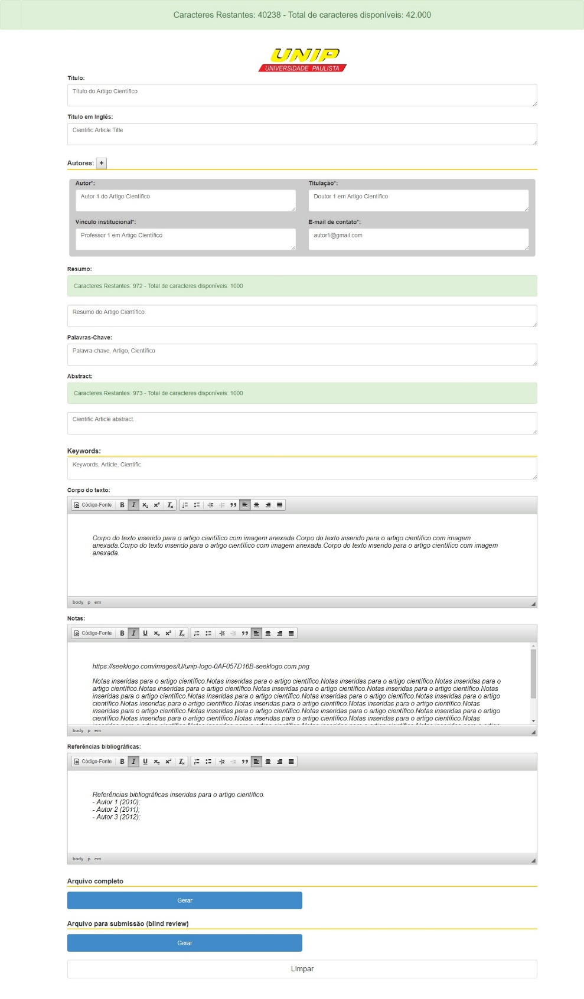 Caracteres Restantes: 40238 - Total de caracteres disponíveis: 42.000
UNIP
UNIVERSIDADE PAULISTA
Título:
Título do Artigo Científico
Título em Inglês:
Cientific Article Title
Autores: +
Autor*: Titulação*:
Autor 1 do Artigo Científico Doutor 1 em Artigo Científico
Vínculo institucional*: E-mail de contato*:
Professor 1 em Artigo Científico autor1@gmail.com
Resumo:
Caracteres Restantes: 972 - Total de caracteres disponíveis: 1000
Resumo do Artigo Científico.
Palavras-Chave:
Palavra-chave, Artigo, Científico
Abstract:
Caracteres Restantes: 973 - Total de caracteres disponíveis: 1000
Cientific Article abstract.
Keywords:
Keywords, Article, Cientific
Corpo do texto:
Código-Fonte B I x₂ x² Ix
Corpo do texto inserido para o artigo científico com imagem anexada.Corpo do texto inserido para o artigo científico com imagem
anexada.Corpo do texto inserido para o artigo científico com imagem anexada.Corpo do texto inserido para o artigo científico com imagem
anexada.
body p em
Notas:
Código-Fonte B I U x₂ x² Ix
https://seeklogo.com/images/U/unip-logo-0AF057D16B-seeklogo.com.png
Notas inseridas para o artigo científico.Notas inseridas para o artigo científico.Notas inseridas para o artigo científico.Notas inseridas para o
artigo científico.Notas inseridas para o artigo científico.Notas inseridas para o artigo científico.Notas inseridas para o artigo científico.Notas
inseridas para o artigo científico.Notas inseridas para o artigo científico.Notas inseridas para o artigo científico.Notas inseridas para o artigo
científico.Notas inseridas para o artigo científico.Notas inseridas para o artigo científico.Notas inseridas para o artigo científico.Notas
inseridas para o artigo científico.Notas inseridas para o artigo científico.Notas inseridas para o artigo científico.Notas inseridas para o artigo
científico.Notas inseridas para o artigo científico.Notas inseridas para o artigo científico.Notas inseridas para o artigo científico.Notas
body p em
Referências bibliográficas:
Código-Fonte B I U x₂ x² Ix
Referências bibliográficas inseridas para o artigo científico.
- Autor 1 (2010);
- Autor 2 (2011);
- Autor 3 (2012);
body p em
Arquivo completo
Gerar
Arquivo para submissão (blind review)
Gerar
Limpar